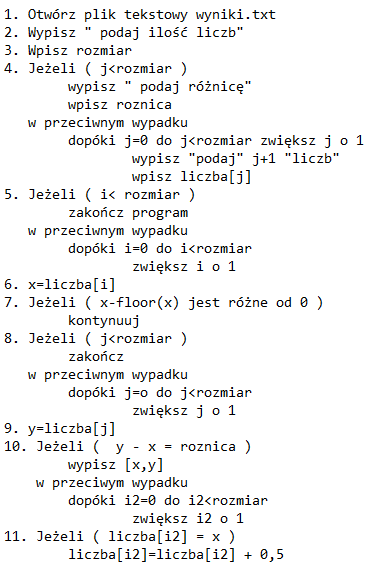 1. Otwórz plik tekstowy wyniki.txt
2. Wypisz " podaj ilość liczb"
3. Wpisz rozmiar
4. Jeżeli ( j<rozmiar )
wypisz " podaj różnicę"
wpisz roznica
w przeciwnym wypadku
dopóki j=0 do j<rozmiar zwiększ j o 1
wypisz "podaj" j+1 "liczb"
wpisz liczba[j]
5. Jeżeli ( i< rozmiar )
zakończ program
w przeciwnym wypadku
dopóki i=0 do i<rozmiar
zwiększ i o 1
6. x=liczba[i]
7. Jeżeli ( x-floor(x) jest różne od 0 )
kontynuuj
8. Jeżeli ( j<rozmiar )
zakończ
w przeciwnym wypadku
dopóki j=o do j<rozmiar
zwiększ j o 1
9. y=liczba[j]
10. Jeżeli (  y - x = roznica )
wypisz [x,y]
w przeciwym wypadku
dopóki i2=0 do i2<rozmiar
zwiększ i2 o 1
11. Jeżeli ( liczba[i2] = x )
liczba[i2]=liczba[i2] + 0,5